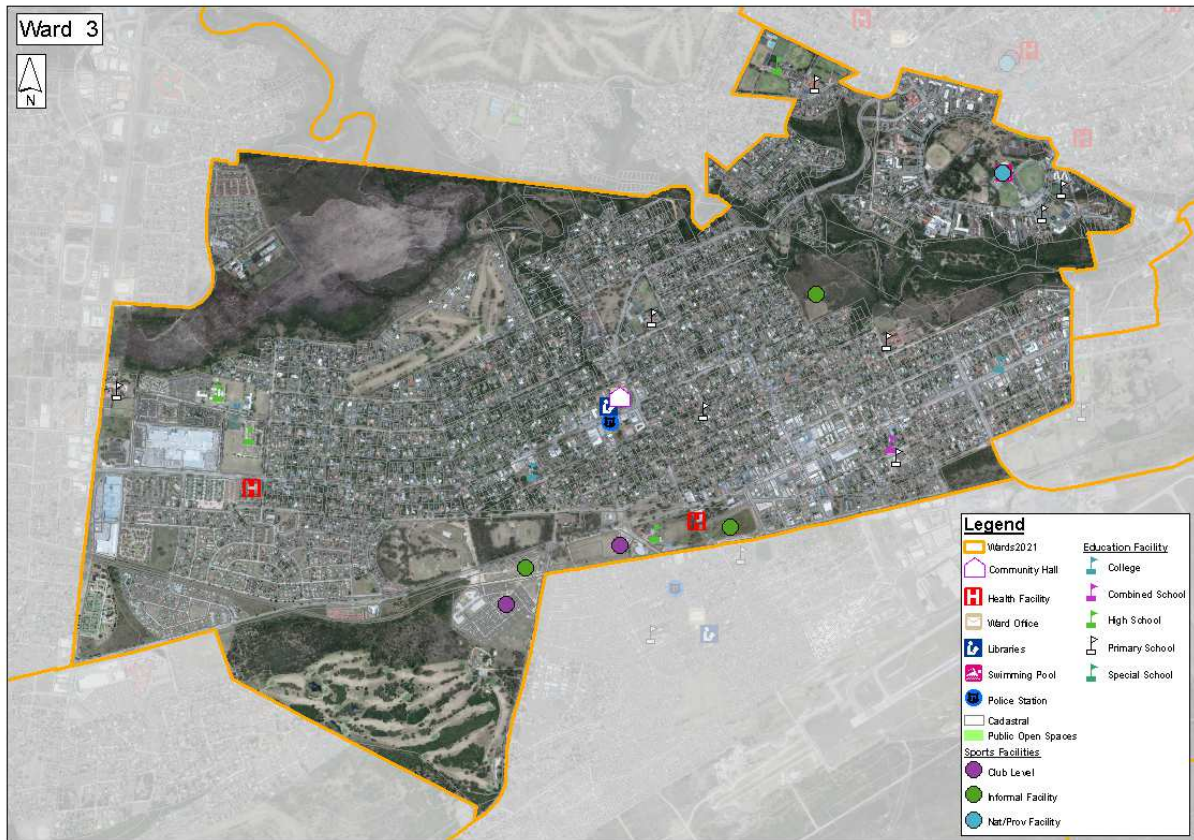 Ward 3
N
Legend
Wards2021
Community Hall
Health Facility
Ward Office
Libraries
Swimming Pool
Police Station
Cadastral
Public Open Spaces
Sports Facilities
Club Level
Informal Facility
Nat/Prov Facility
Education Facility
College
Combined School
High School
Primary School
Special School